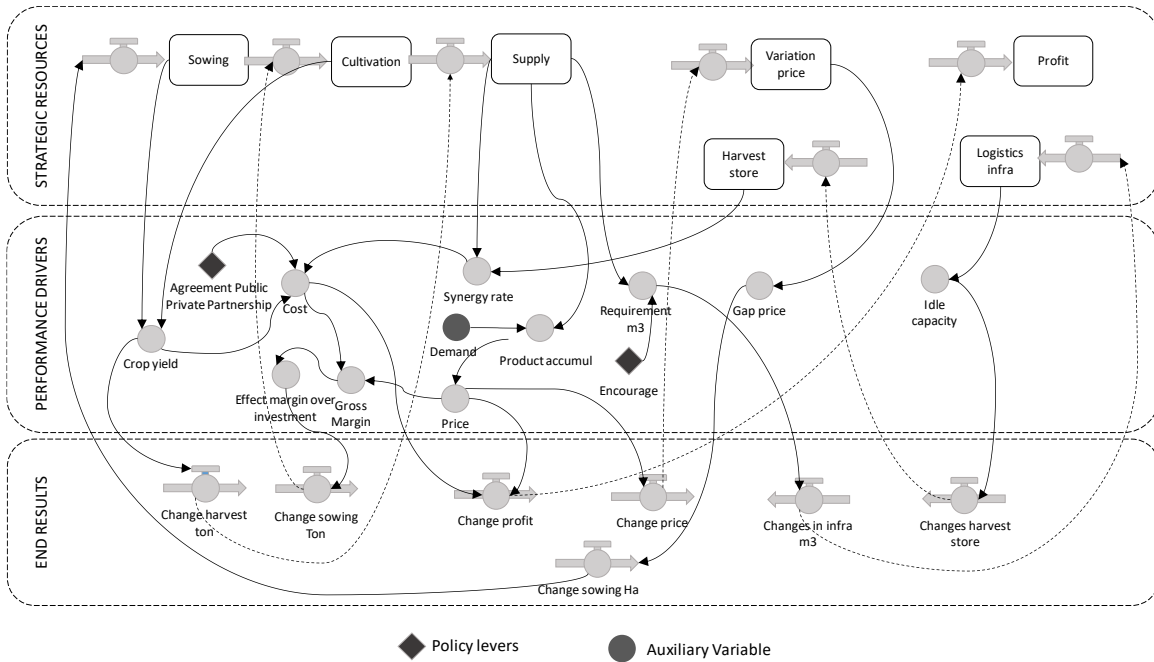 STRATEGIC RESOURCES
Sowing
Cultivation
Supply
Variation
price
Profit
Harvest
store
Logistics
infra
PERFORMANCE DRIVERS
Agreement Public
Private Partnership
Cost
Synergy rate
Requirement
m3
Gap price
Idle
capacity
Crop yield
Demand
Product accumul
Encourage
Effect margin over
investment
Gross
Margin
Price
END RESULTS
Change harvest
ton
Change sowing
Ton
Change profit
Change price
Changes in infra
m3
Changes harvest
store
Change sowing Ha
Policy levers
Auxiliary Variable